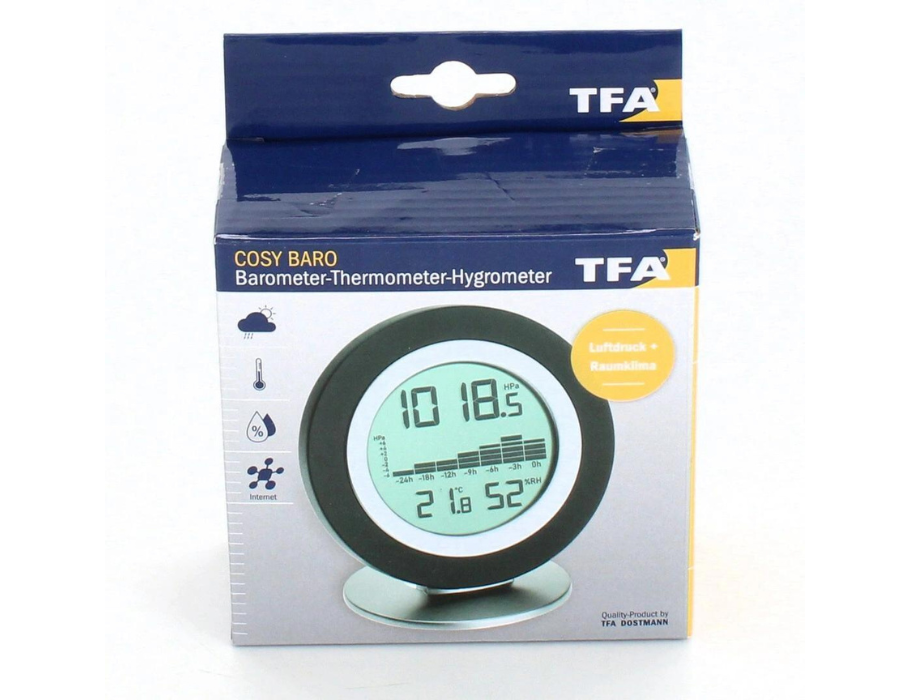 TFA®
COSY BARO
Barometer-Thermometer-Hygrometer
TFA®
Luftdruck +
Raumklima
1018.5 HPa
HPa
-24h -18h -12h -9h -6h -3h 0h
21.8 °C 52 %RH
%
Internet
Quality-Product by
TFA DOSTMANN